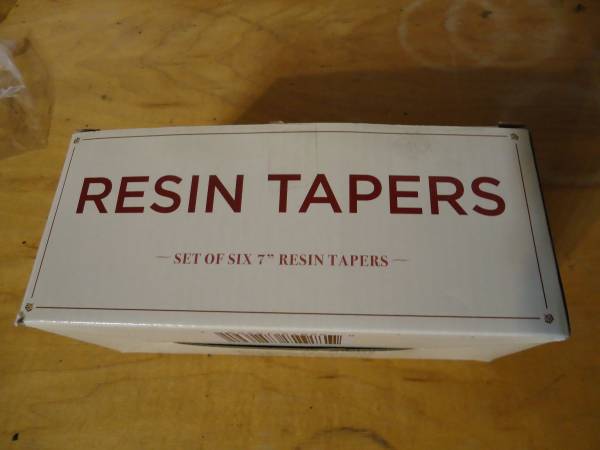 RESIN TAPERS
SET OF SIX 7” RESIN TAPERS